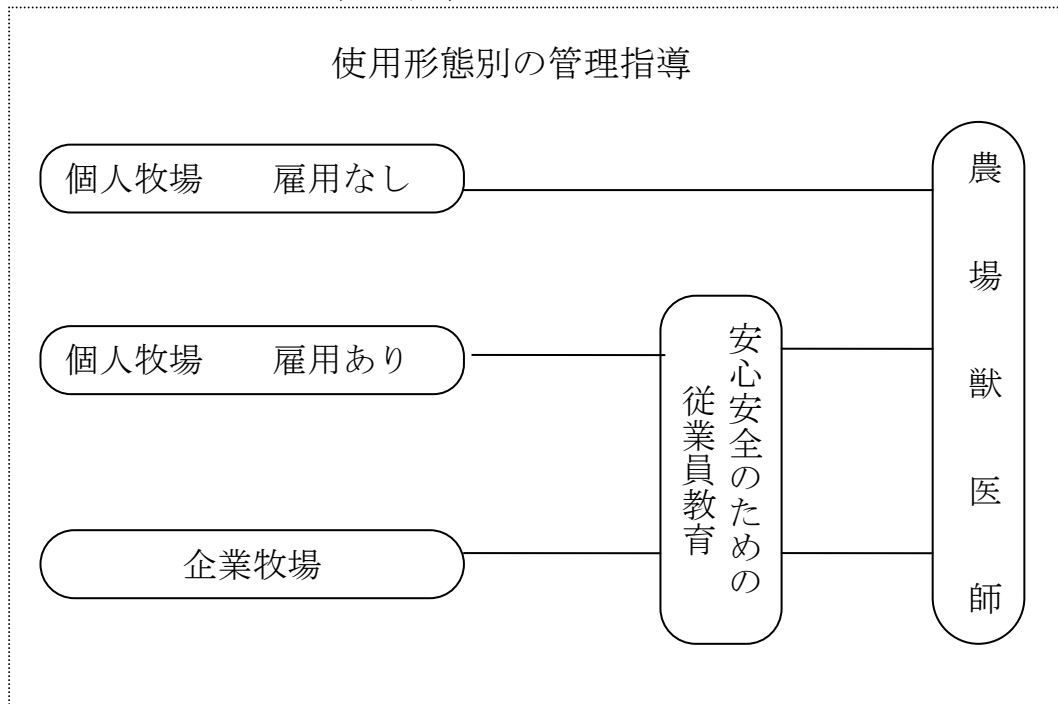 使用形態別の管理指導
個人牧場　　雇用なし
個人牧場　　雇用あり
企業牧場
安心安全のための
従業員教育
農場獣医師